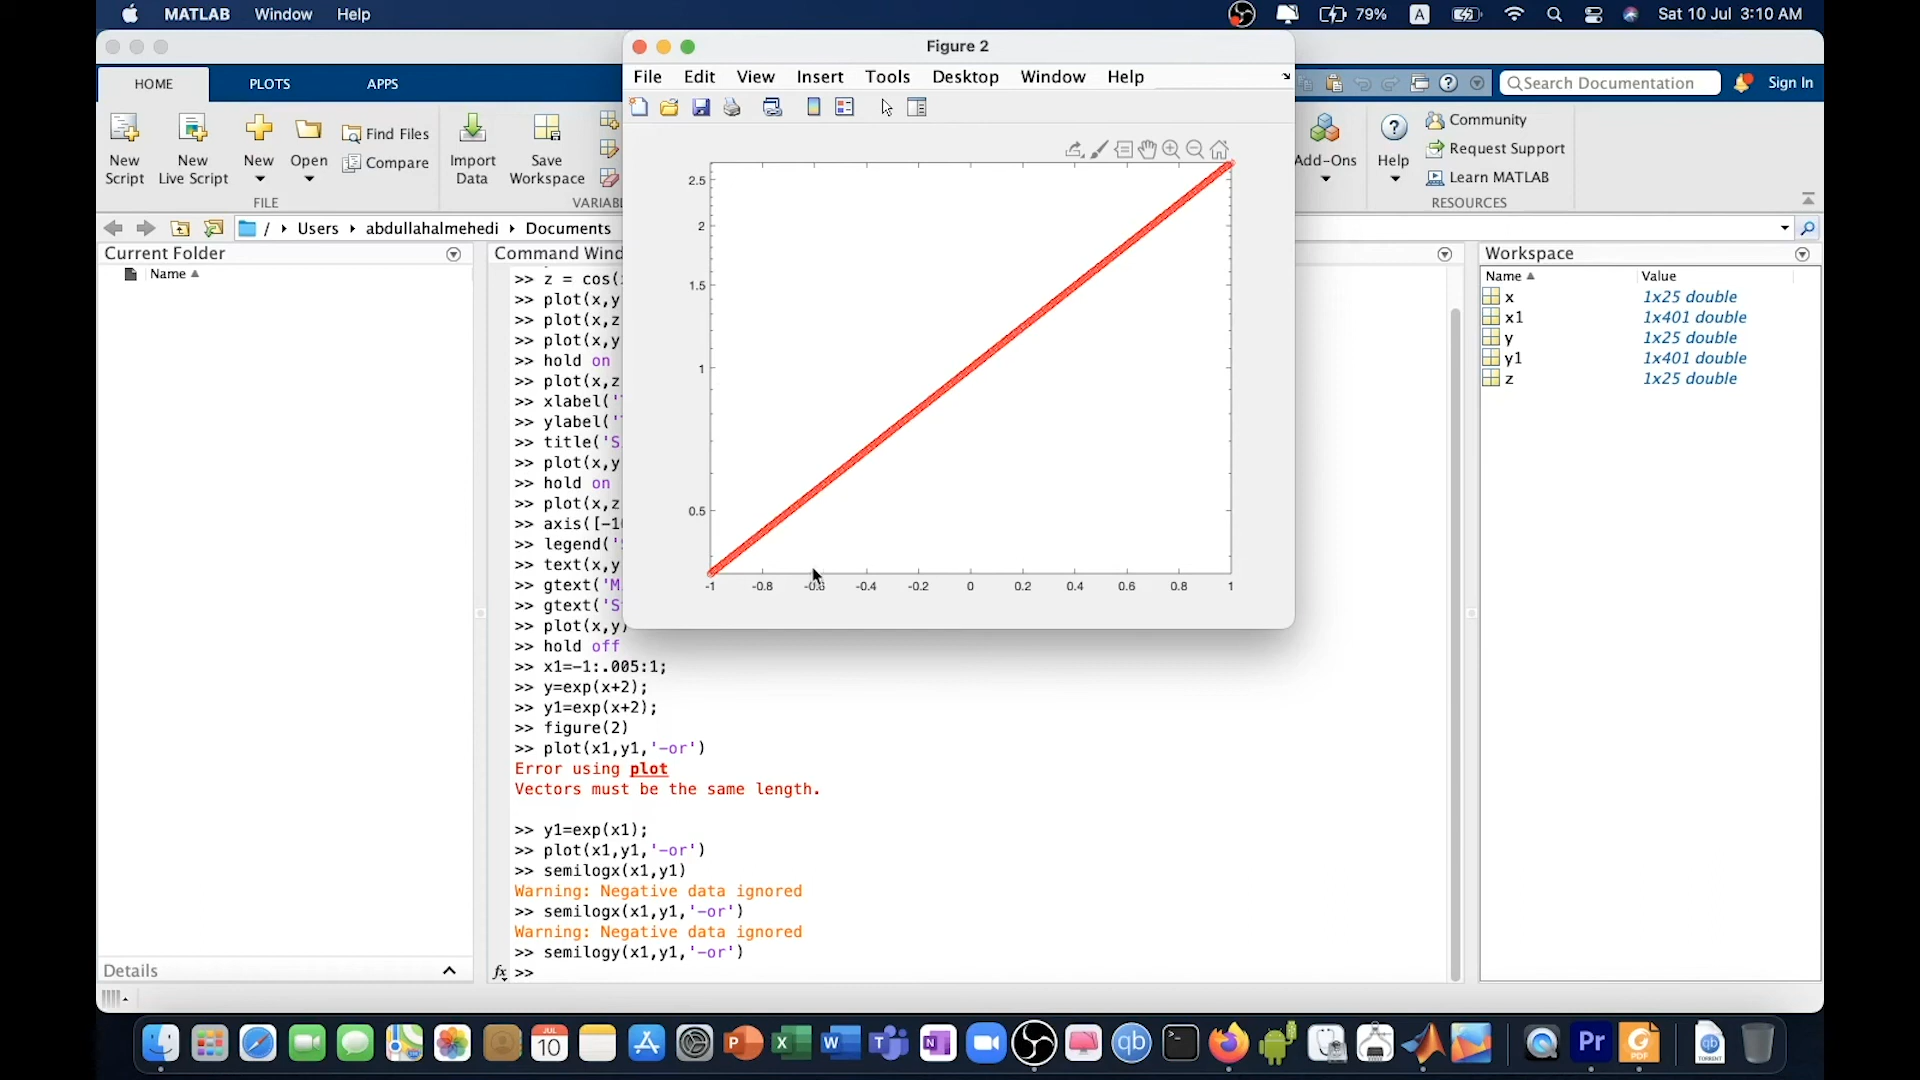 MATLAB Window Help
79% A Sat 10 Jul 3:10 AM
Figure 2
File Edit View Insert Tools Desktop Window Help
HOME PLOTS APPS
Search Documentation Sign In
New Script
New Live Script
New
Open
Find Files
Compare
Import Data
Save Workspace
Add-Ons
Help
Community
Request Support
Learn MATLAB
FILE
VARIAB
RESOURCES
/ Users abdullahalmehedi Documents
Current Folder
Name
Command Wind
>> z = cos(
>> plot(x,y
>> plot(x,z
>> plot(x,y
>> hold on
>> plot(x,z
>> xlabel('
>> ylabel('
>> title('S
>> plot(x,y
>> hold on
>> plot(x,z
>> axis([-1
>> legend('
>> text(x,y
>> gtext('M
>> gtext('S
>> plot(x,y)
>> hold off
>> x1=-1:.005:1;
>> y=exp(x+2);
>> y1=exp(x+2);
>> figure(2)
>> plot(x1,y1,'-or')
Error using plot
Vectors must be the same length.
>> y1=exp(x1);
>> plot(x1,y1,'-or')
>> semilogx(x1,y1)
Warning: Negative data ignored
>> semilogx(x1,y1,'-or')
Warning: Negative data ignored
>> semilogy(x1,y1,'-or')
fx >>
2.5
2
1.5
1
0.5
-1 -0.8 -0.6 -0.4 -0.2 0 0.2 0.4 0.6 0.8 1
Workspace
Name Value
x 1x25 double
x1 1x401 double
y 1x25 double
y1 1x401 double
z 1x25 double
Details
JUL
10
P X W T N qb Pr PDF qb
TORRENT